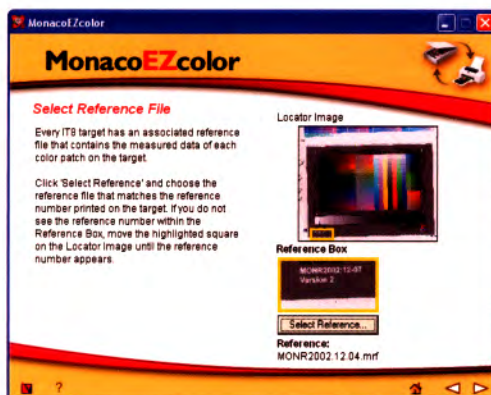 MonacoEZcolor
MonacoEZcolor
Select Reference File
Every IT8 target has an associated reference
file that contains the measured data of each
color patch on the target.
Click 'Select Reference' and choose the
reference file that matches the reference
number printed on the target. If you do not
see the reference number within the
Reference Box, move the highlighted square
on the Locator Image until the reference
number appears.
Locator Image
Reference Box
MONR2002:12-07
Version 2
Select Reference...
Reference:
MONR2002.12.04.mrf
?